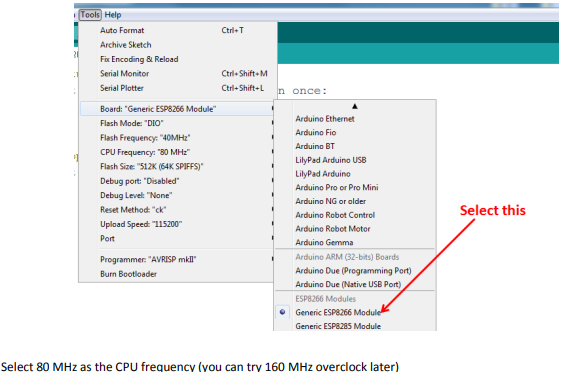 Tools Help
Auto Format Ctrl+T
Archive Sketch
Fix Encoding & Reload
Serial Monitor Ctrl+Shift+M
Serial Plotter Ctrl+Shift+L
n once:
Board: "Generic ESP8266 Module"
Flash Mode: "DIO"
Flash Frequency: "40MHz"
CPU Frequency: "80 MHz"
Flash Size: "512K (64K SPIFFS)"
Debug port: "Disabled"
Debug Level: "None"
Reset Method: "ck"
Upload Speed: "115200"
Port
Programmer: "AVRISP mkII"
Burn Bootloader
Arduino Ethernet
Arduino Fio
Arduino BT
LilyPad Arduino USB
LilyPad Arduino
Arduino Pro or Pro Mini
Arduino NG or older
Arduino Robot Control
Arduino Robot Motor
Arduino Gemma
Arduino ARM (32-bits) Boards
Arduino Due (Programming Port)
Arduino Due (Native USB Port)
ESP8266 Modules
Generic ESP8266 Module
Generic ESP8285 Module
Select this
Select 80 MHz as the CPU frequency (you can try 160 MHz overclock later)